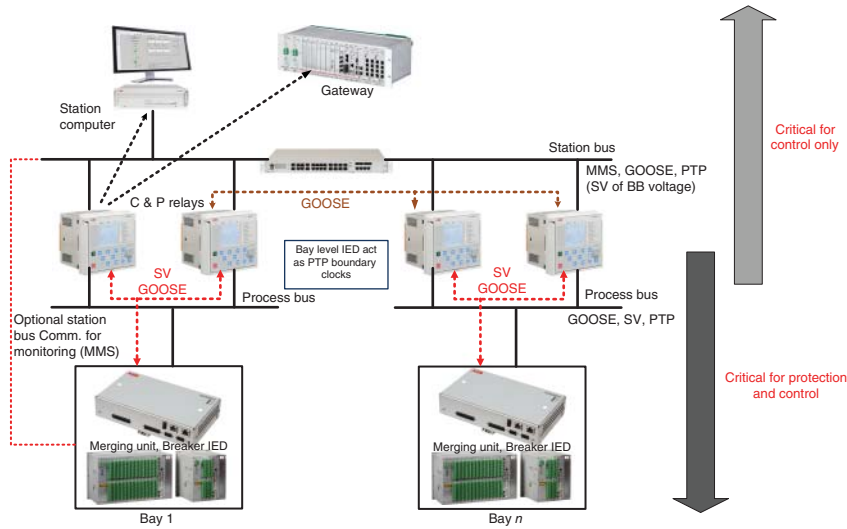 Station
computer
Gateway
Station bus
MMS, GOOSE, PTP
(SV of BB voltage)
Critical for
control only
C & P relays
GOOSE
Bay level IED act
as PTP boundary
clocks
SV
GOOSE
SV
GOOSE
Process bus
Process bus
GOOSE, SV, PTP
Optional station
bus Comm. for
monitoring (MMS)
Critical for protection
and control
Merging unit, Breaker IED
Merging unit, Breaker IED
Bay 1
Bay n